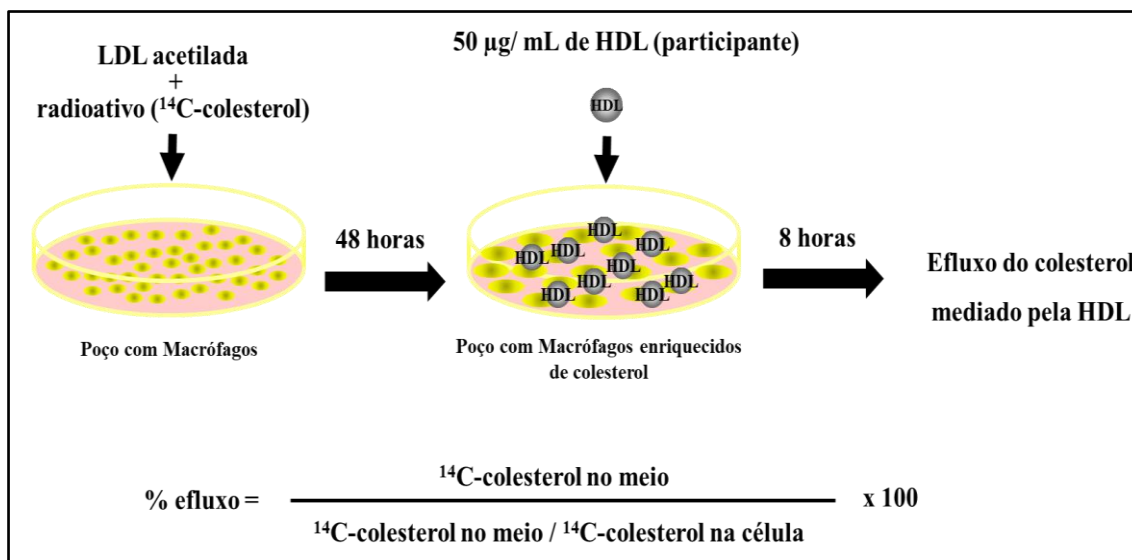 LDL acetilada
+
radioativo (¹⁴C-colesterol)
50 µg/ mL de HDL (participante)
HDL
48 horas
HDL
HDL
HDL
HDL
HDL
HDL
HDL
HDL
HDL
8 horas
Efluxo do colesterol
mediado pela HDL
Poço com Macrófagos
Poço com Macrófagos enriquecidos
de colesterol
% efluxo =
¹⁴C-colesterol no meio
¹⁴C-colesterol no meio / ¹⁴C-colesterol na célula
x 100